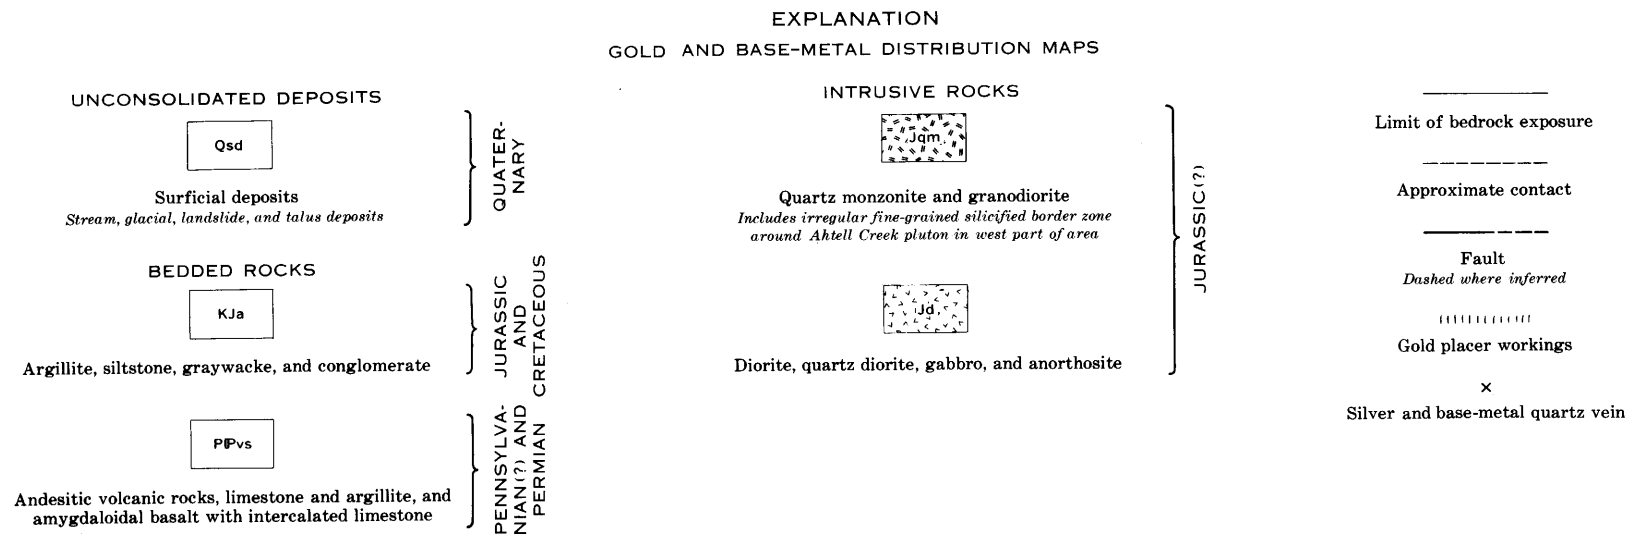 EXPLANATION
GOLD AND BASE-METAL DISTRIBUTION MAPS
UNCONSOLIDATED DEPOSITS
Qsd
Surficial deposits
Stream, glacial, landslide, and talus deposits
QUATER-
NARY
BEDDED ROCKS
KJa
Argillite, siltstone, graywacke, and conglomerate
JURASSIC
AND
CRETACEOUS
PⅠPvs
Andesitic volcanic rocks, limestone and argillite, and
amygdaloidal basalt with intercalated limestone
PENNSYLVA-
NIAN(?) AND
PERMIAN
INTRUSIVE ROCKS
Jqm
Quartz monzonite and granodiorite
Includes irregular fine-grained silicified border zone
around Ahtell Creek pluton in west part of area
Jd
Diorite, quartz diorite, gabbro, and anorthosite
JURASSIC(?)
Limit of bedrock exposure
Approximate contact
Fault
Dashed where inferred
Gold placer workings
Silver and base-metal quartz vein